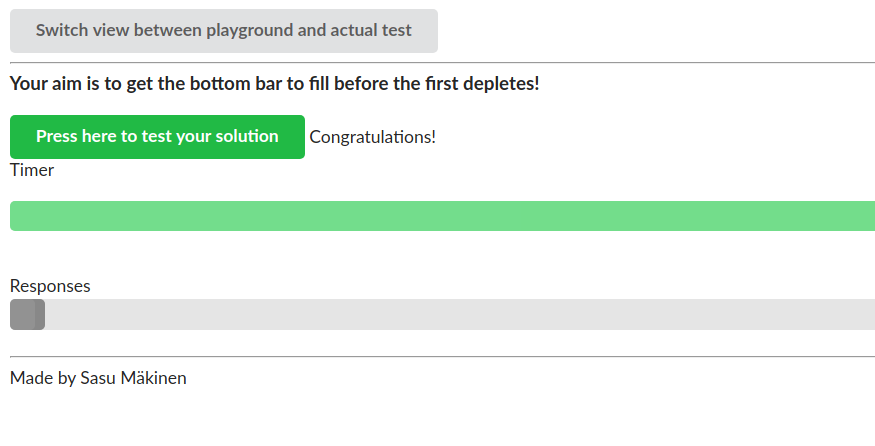 Switch view between playground and actual test
Your aim is to get the bottom bar to fill before the first depletes!
Press here to test your solution Congratulations!
Timer
Responses
Made by Sasu Mäkinen